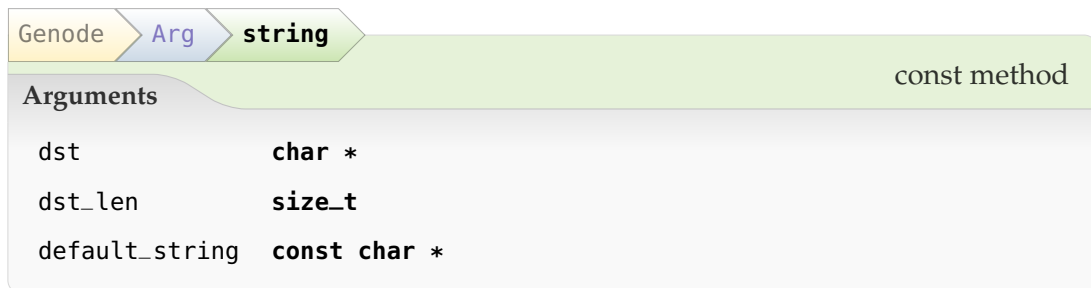 Genode Arg string
const method
Arguments
dst char *
dst_len size_t
default_string const char *